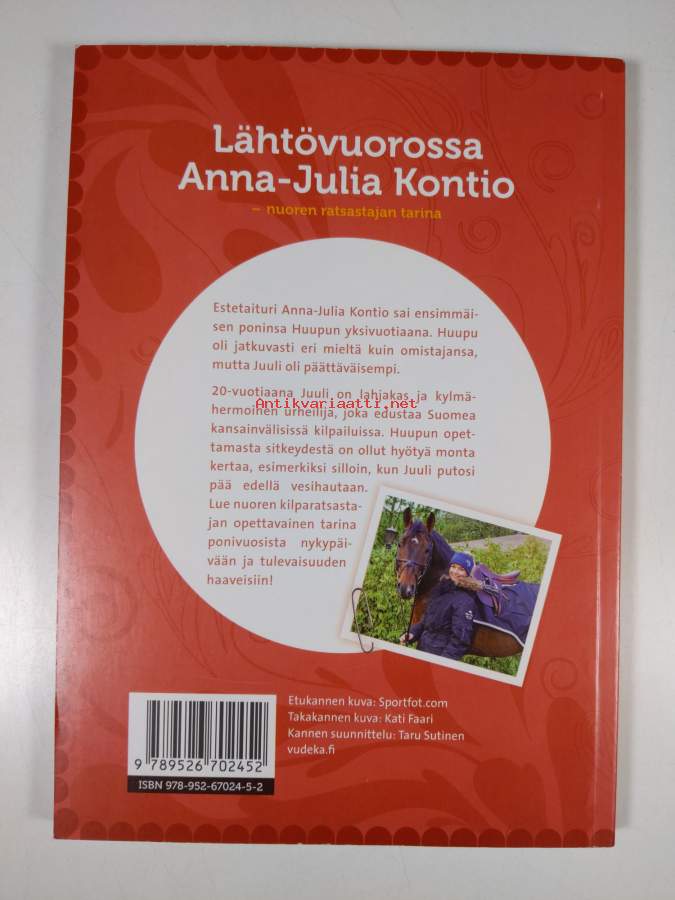 Lähtövuorossa
Anna-Julia Kontio
– nuoren ratsastajan tarina
Estetaituri Anna-Julia Kontio sai ensimmäi-
sen poninsa Huupun yksivuotiaana. Huupu
oli jatkuvasti eri mieltä kuin omistajansa,
mutta Juuli oli päättäväisempi.
20-vuotiaana Juuli on lahjakas ja kylmä-
Antikvariaatti.net
hermoinen urheilija, joka edustaa Suomea
kansainvälisissä kilpailuissa. Huupun opet-
tamasta sitkeydestä on ollut hyötyä monta
kertaa, esimerkiksi silloin, kun Juuli putosi
pää edellä vesihautaan.
Lue nuoren kilparatsasta-
jan opettavainen tarina
ponivuosista nykypäi-
vään ja tulevaisuuden
haaveisiin!
Etukannen kuva: Sportfot.com
Takakannen kuva: Kati Faari
Kannen suunnittelu: Taru Sutinen
vudeka.fi
9 789526 702452
ISBN 978-952-67024-5-2